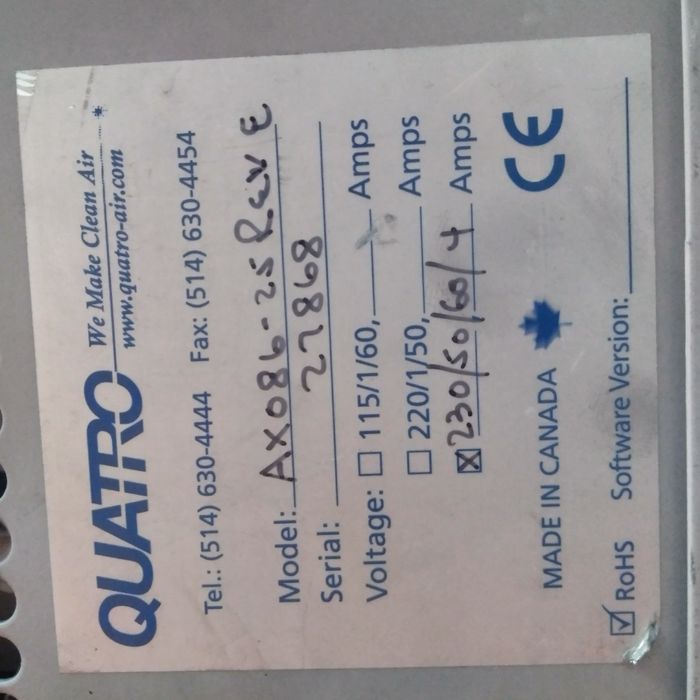 QUATRO We Make Clean Air
www.quatro-air.com
Tel.: (514) 630-4444 Fax: (514) 630-4454
Model: AX086-25 Rev E
Serial: 27868
Voltage: ☐ 115/1/60, Amps
☐ 220/1/50, Amps
☒ 230/50/60/4 Amps
MADE IN CANADA CE
☑ RoHS Software Version: